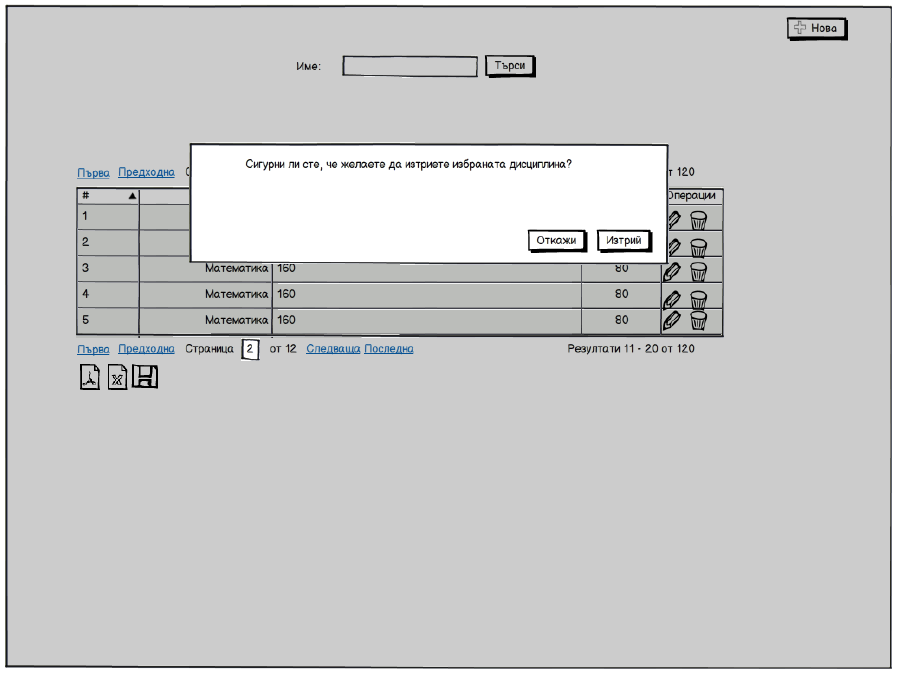 Нова
Име: Търси
Сигурни ли сте, че желаете да изтриете избраната дисциплина?
Първа Предходна от 120
# ▲ Операции
1
2
Откажи Изтрий
3 Математика 160 80
4 Математика 160 80
5 Математика 160 80
Първа Предходна Страница 2 от 12 Следваща Последна Резултати 11 - 20 от 120